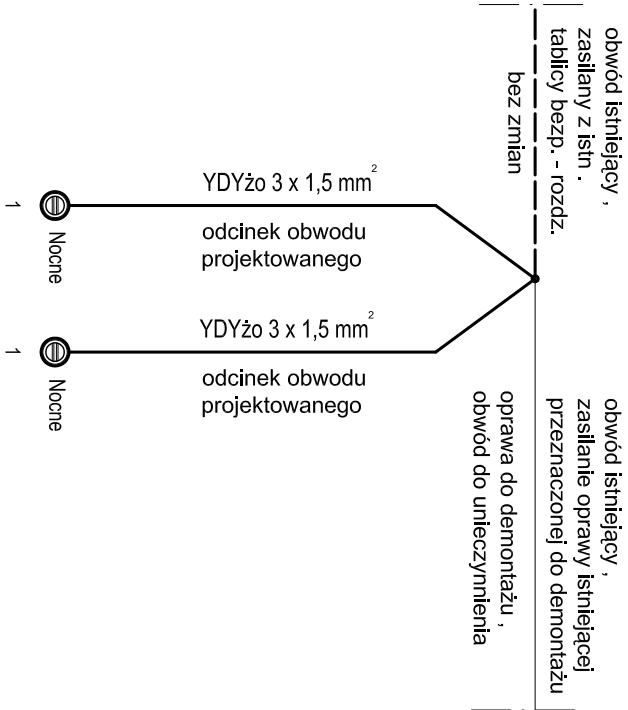 obwód istniejący ,
zasilany z istn .
tablicy bezp. - rozdz.
bez zmian
YDYżo 3 x 1,5 mm²
odcinek obwodu
projektowanego
1
Nocne
YDYżo 3 x 1,5 mm²
odcinek obwodu
projektowanego
1
Nocne
obwód istniejący ,
zasilanie oprawy istniejącej
przeznaczonej do demontażu
oprawa do demontażu ,
obwód do unieczynnienia